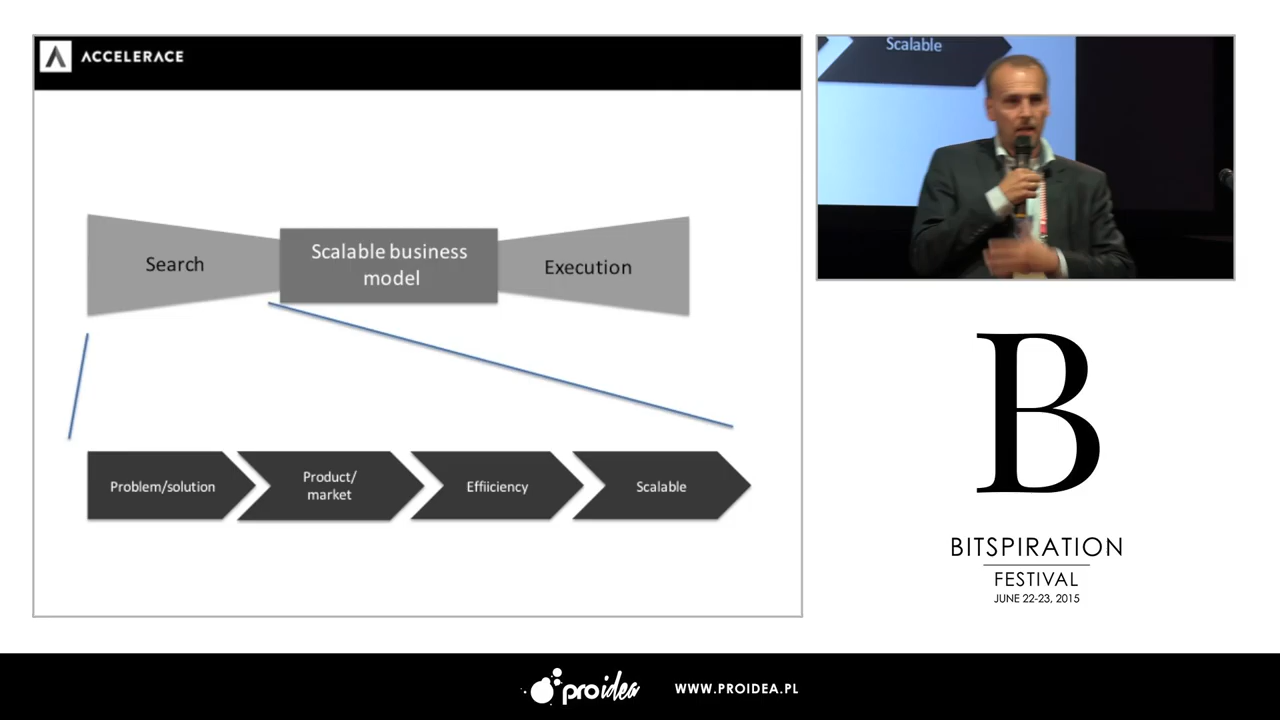 ACCELERACE
Search
Scalable business
model
Execution
Problem/solution
Product/
market
Effiiciency
Scalable
Scalable
B
BITSPIRATION
FESTIVAL
JUNE 22-23, 2015
proidea
WWW.PROIDEA.PL